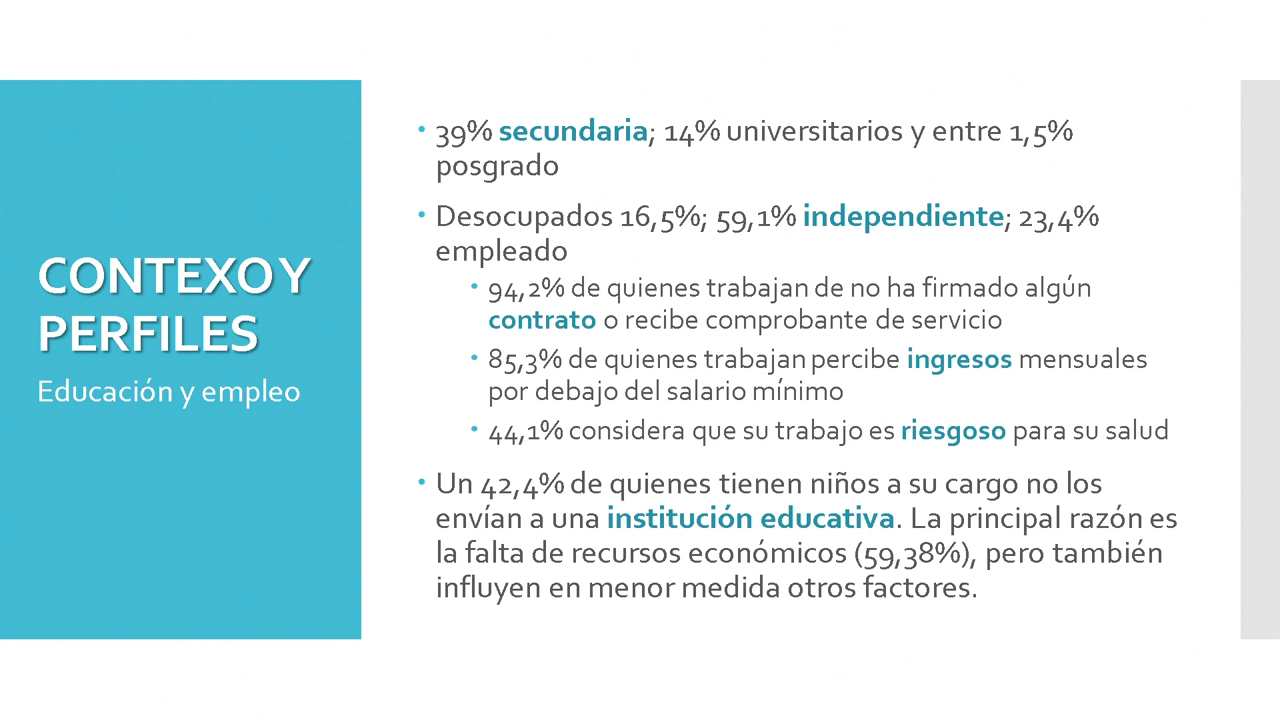 CONTEXO Y
PERFILES
Educación y empleo
• 39% secundaria; 14% universitarios y entre 1,5%
posgrado
• Desocupados 16,5%; 59,1% independiente; 23,4%
empleado
• 94,2% de quienes trabajan de no ha firmado algún
contrato o recibe comprobante de servicio
• 85,3% de quienes trabajan percibe ingresos mensuales
por debajo del salario mínimo
• 44,1% considera que su trabajo es riesgoso para su salud
• Un 42,4% de quienes tienen niños a su cargo no los
envían a una institución educativa. La principal razón es
la falta de recursos económicos (59,38%), pero también
influyen en menor medida otros factores.